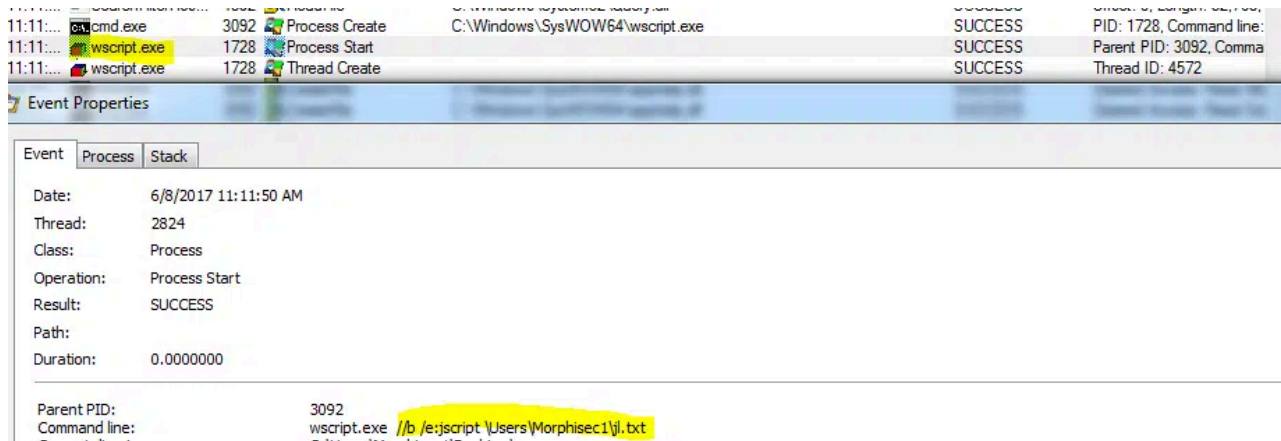 11:11:... cmd.exe 3092 Process Create C:\Windows\SysWOW64\wscript.exe SUCCESS PID: 1728, Command line:
11:11:... wscript.exe 1728 Process Start SUCCESS Parent PID: 3092, Comma
11:11:... wscript.exe 1728 Thread Create SUCCESS Thread ID: 4572
Event Properties
Event Process Stack
Date: 6/8/2017 11:11:50 AM
Thread: 2824
Class: Process
Operation: Process Start
Result: SUCCESS
Path:
Duration: 0.0000000
Parent PID: 3092
Command line: wscript.exe //b /e:jscript \Users\Morphisec1\jl.txt